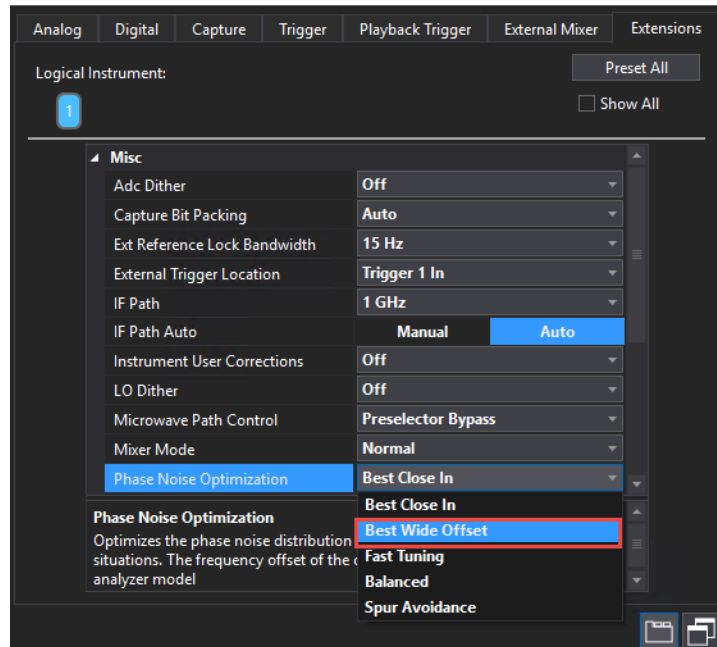 Analog Digital Capture Trigger Playback Trigger External Mixer Extensions
Logical Instrument: Preset All
1 Show All
Misc
Adc Dither Off
Capture Bit Packing Auto
Ext Reference Lock Bandwidth 15 Hz
External Trigger Location Trigger 1 In
IF Path 1 GHz
IF Path Auto Manual Auto
Instrument User Corrections Off
LO Dither Off
Microwave Path Control Preselector Bypass
Mixer Mode Normal
Phase Noise Optimization Best Close In
Best Close In
Best Wide Offset
Fast Tuning
Balanced
Spur Avoidance
Phase Noise Optimization
Optimizes the phase noise distribution
situations. The frequency offset of the
analyzer model